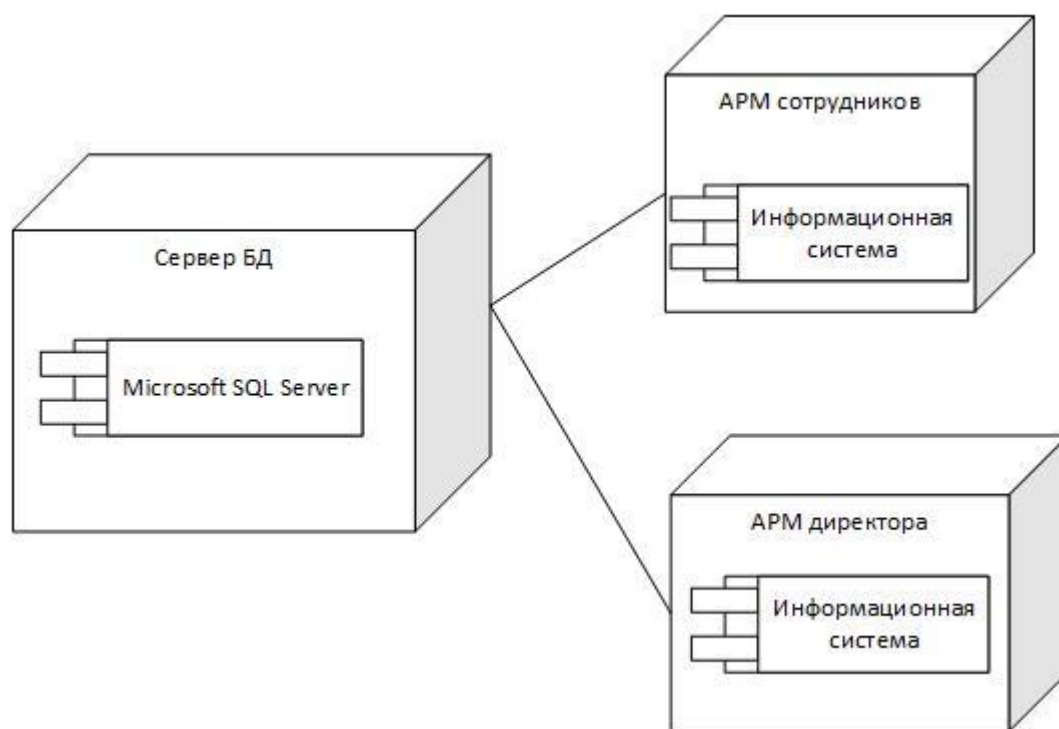 АРМ сотрудников
Информационная
система
Сервер БД
Microsoft SQL Server
АРМ директора
Информационная
система